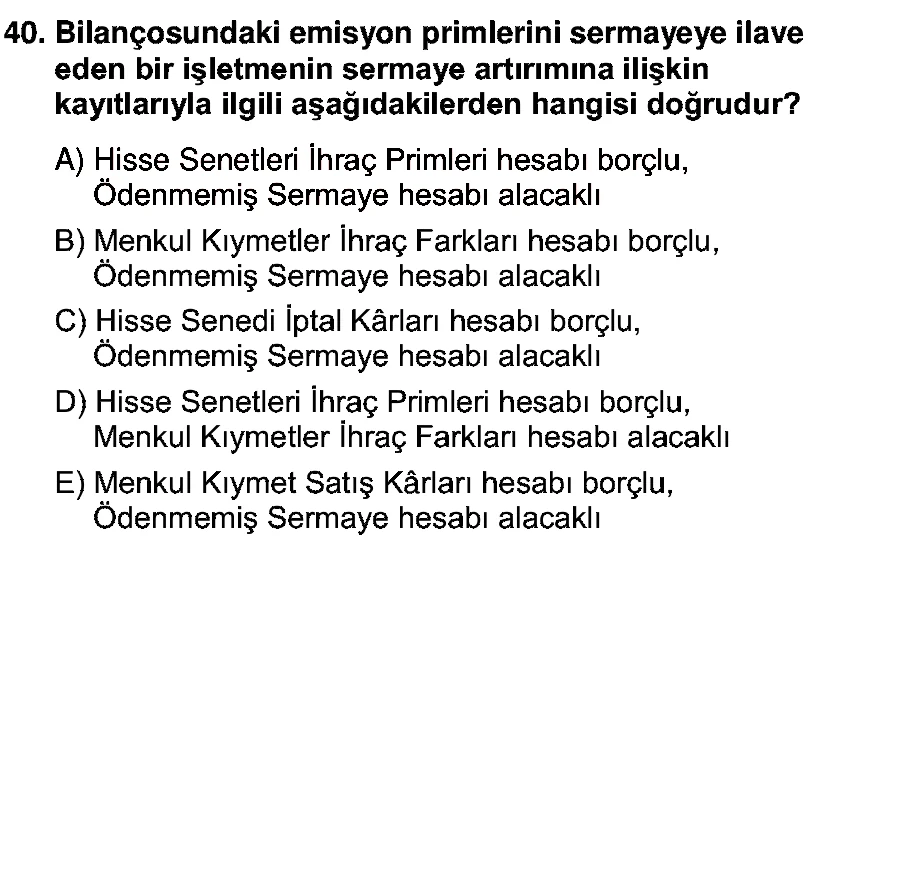 40. Bilançosundaki emisyon primlerini sermayeye ilave
eden bir işletmenin sermaye artırımına ilişkin
kayıtlarıyla ilgili aşağıdakilerden hangisi doğrudur?
A) Hisse Senetleri İhraç Primleri hesabı borçlu,
Ödenmemiş Sermaye hesabı alacaklı
B) Menkul Kıymetler İhraç Farkları hesabı borçlu,
Ödenmemiş Sermaye hesabı alacaklı
C) Hisse Senedi İptal Kârları hesabı borçlu,
Ödenmemiş Sermaye hesabı alacaklı
D) Hisse Senetleri İhraç Primleri hesabı borçlu,
Menkul Kıymetler İhraç Farkları hesabı alacaklı
E) Menkul Kıymet Satış Kârları hesabı borçlu,
Ödenmemiş Sermaye hesabı alacaklı